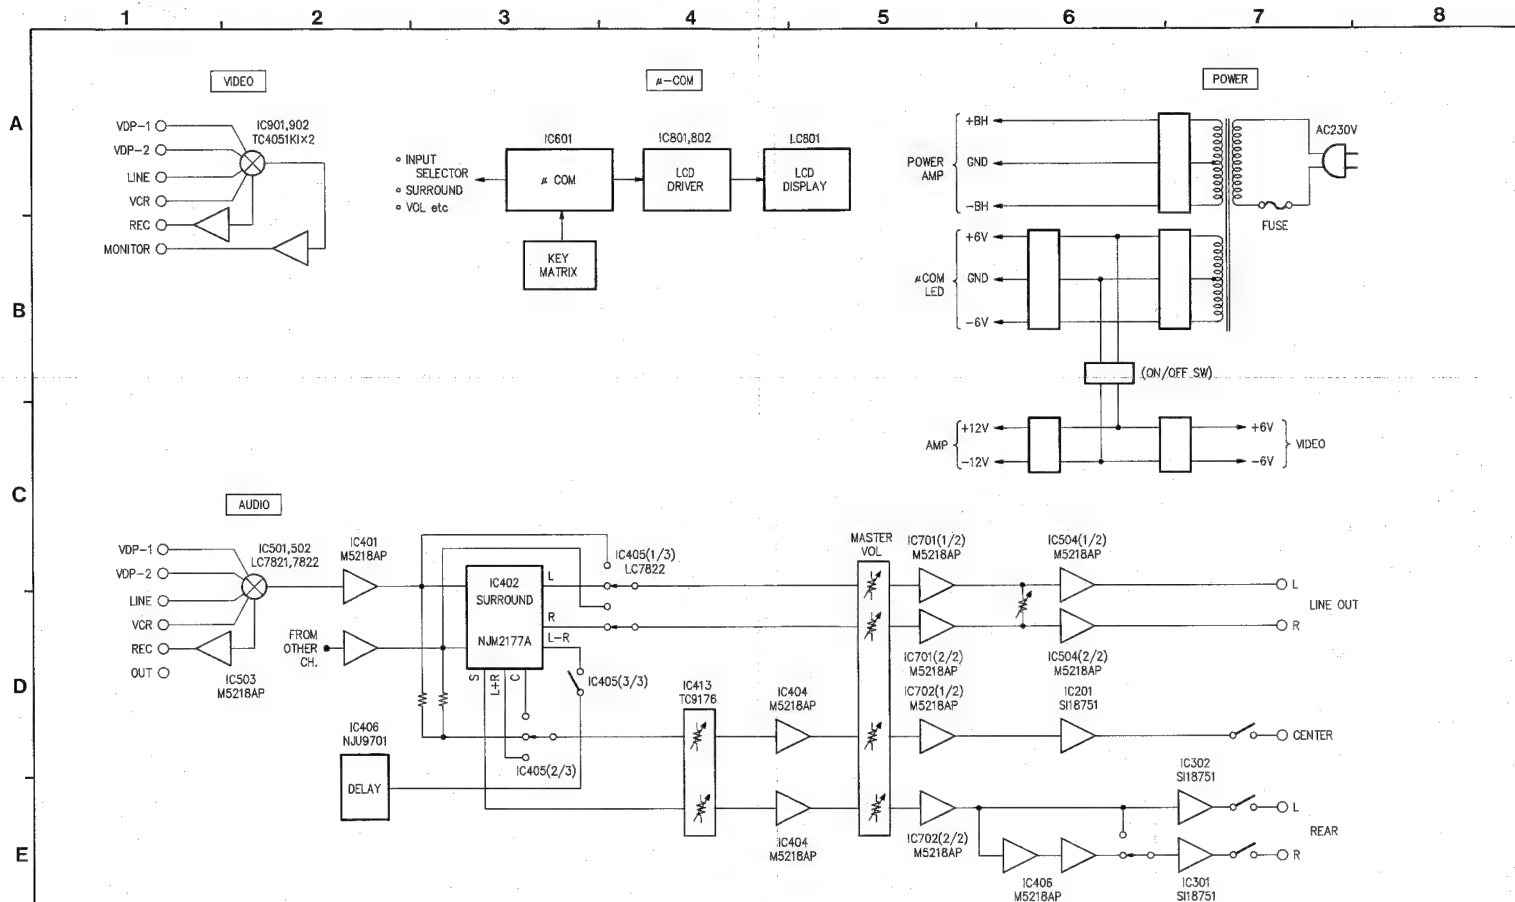 1 2 3 4 5 6 7 8
A
B
C
D
E
VIDEO
VDP-1
VDP-2
LINE
VCR
REC
MONITOR
IC901,902
TC4051KI×2
μ-COM
INPUT
SELECTOR
SURROUND
VOL etc
IC601
μ COM
KEY
MATRIX
IC801,802
LCD
DRIVER
LC801
LCD
DISPLAY
POWER
POWER
AMP
+BH
GND
-BH
AC230V
FUSE
μCOM
LED
+6V
GND
-6V
(ON/OFF SW)
AMP
+12V
-12V
+6V
-6V
VIDEO
AUDIO
VDP-1
VDP-2
LINE
VCR
REC
OUT
IC501,502
LC7821,7822
IC503
M5218AP
IC401
M5218AP
FROM
OTHER
CH.
IC402
SURROUND
NJM2177A
L
R
L-R
S
L+R
C
IC405(1/3)
LC7822
IC405(3/3)
IC405(2/3)
IC406
NJU9701
DELAY
IC413
TC9176
IC404
M5218AP
IC404
M5218AP
MASTER
VOL
IC701(1/2)
M5218AP
IC504(1/2)
M5218AP
IC701(2/2)
M5218AP
IC504(2/2)
M5218AP
L
LINE OUT
R
IC702(1/2)
M5218AP
IC201
SI18751
CENTER
IC702(2/2)
M5218AP
IC406
M5218AP
IC302
SI18751
L
REAR
R
IC301
SI18751